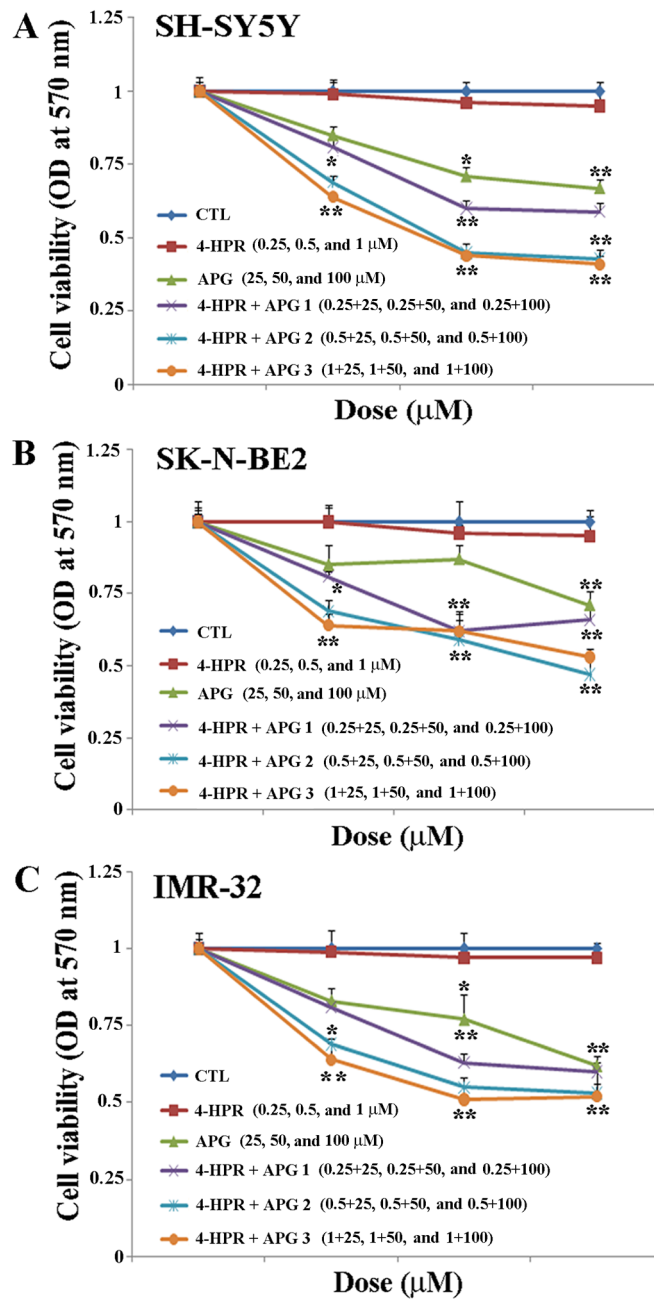 A
SH-SY5Y
Cell viability (OD at 570 nm)
1.25
1
0.75
0.5
0.25
0
*
*
**
**
**
**
**
**
CTL
4-HPR (0.25, 0.5, and 1 μM)
APG (25, 50, and 100 μM)
4-HPR + APG 1 (0.25+25, 0.25+50, and 0.25+100)
4-HPR + APG 2 (0.5+25, 0.5+50, and 0.5+100)
4-HPR + APG 3 (1+25, 1+50, and 1+100)
Dose (μM)
B
SK-N-BE2
Cell viability (OD at 570 nm)
1.25
1
0.75
0.5
0.25
0
*
**
**
**
**
**
**
CTL
4-HPR (0.25, 0.5, and 1 μM)
APG (25, 50, and 100 μM)
4-HPR + APG 1 (0.25+25, 0.25+50, and 0.25+100)
4-HPR + APG 2 (0.5+25, 0.5+50, and 0.5+100)
4-HPR + APG 3 (1+25, 1+50, and 1+100)
Dose (μM)
C
IMR-32
Cell viability (OD at 570 nm)
1.25
1
0.75
0.5
0.25
0
*
*
**
**
**
**
**
CTL
4-HPR (0.25, 0.5, and 1 μM)
APG (25, 50, and 100 μM)
4-HPR + APG 1 (0.25+25, 0.25+50, and 0.25+100)
4-HPR + APG 2 (0.5+25, 0.5+50, and 0.5+100)
4-HPR + APG 3 (1+25, 1+50, and 1+100)
Dose (μM)